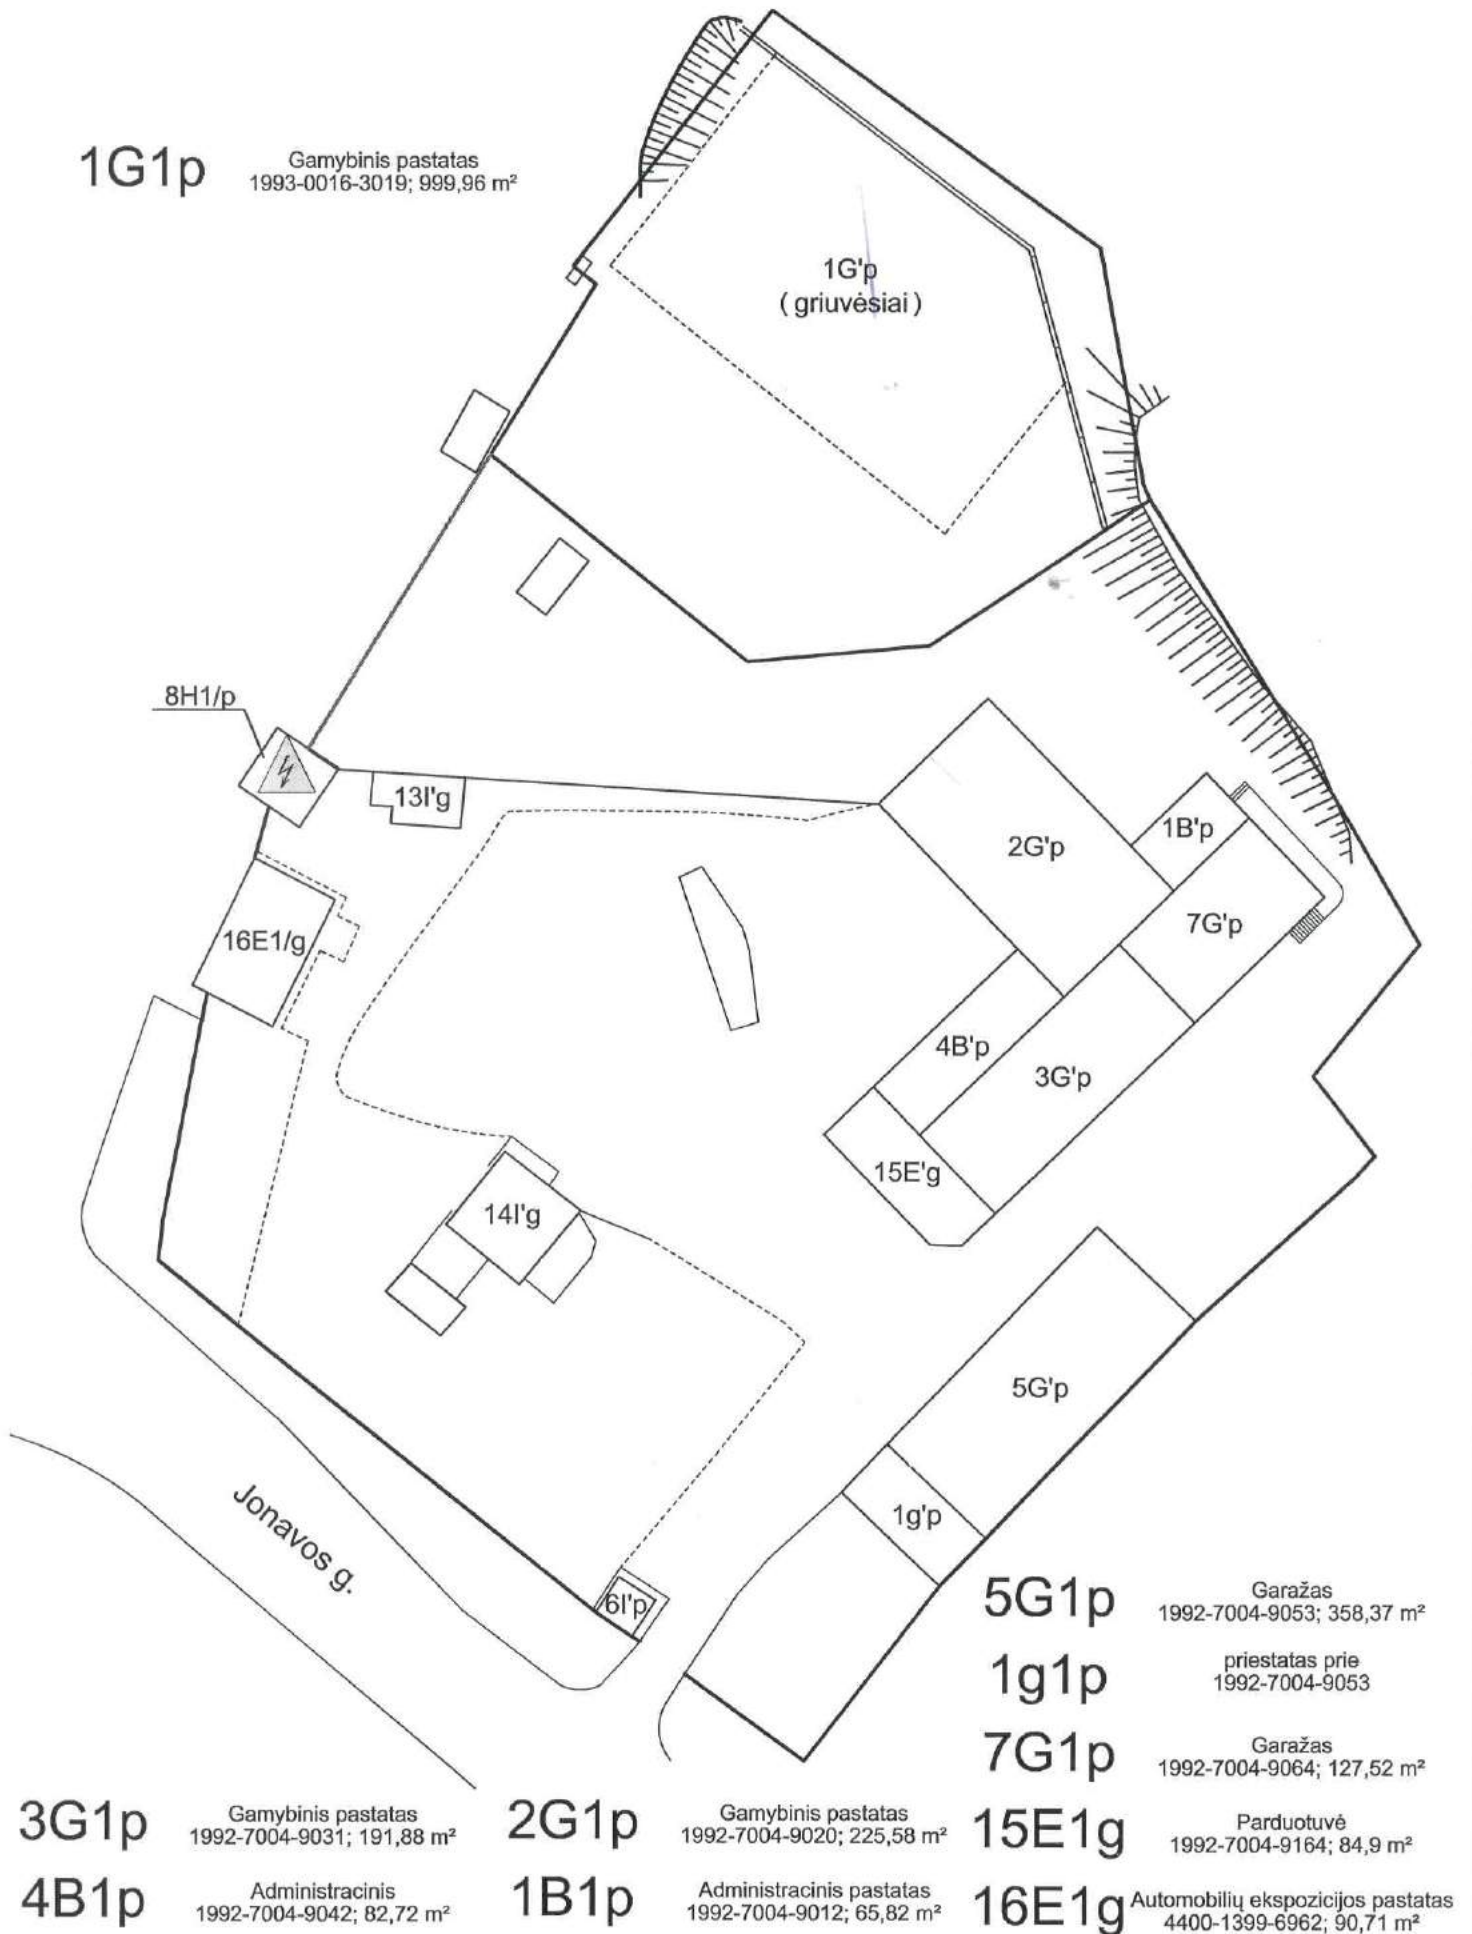 1G1p
Gamybinis pastatas
1993-0016-3019; 999,96 m²
1G'p
( griuvėsiai )
8H1/p
13I'g
2G'p
1B'p
7G'p
16E1/g
4B'p
3G'p
15E'g
14I'g
5G'p
1g'p
Jonavos g.
6I'p
5G1p
Garažas
1992-7004-9053; 358,37 m²
1g1p
priestatas prie
1992-7004-9053
7G1p
Garažas
1992-7004-9064; 127,52 m²
3G1p
Gamybinis pastatas
1992-7004-9031; 191,88 m²
2G1p
Gamybinis pastatas
1992-7004-9020; 225,58 m²
15E1g
Parduotuvė
1992-7004-9164; 84,9 m²
4B1p
Administracinis
1992-7004-9042; 82,72 m²
1B1p
Administracinis pastatas
1992-7004-9012; 65,82 m²
16E1g
Automobilių ekspozicijos pastatas
4400-1399-6962; 90,71 m²